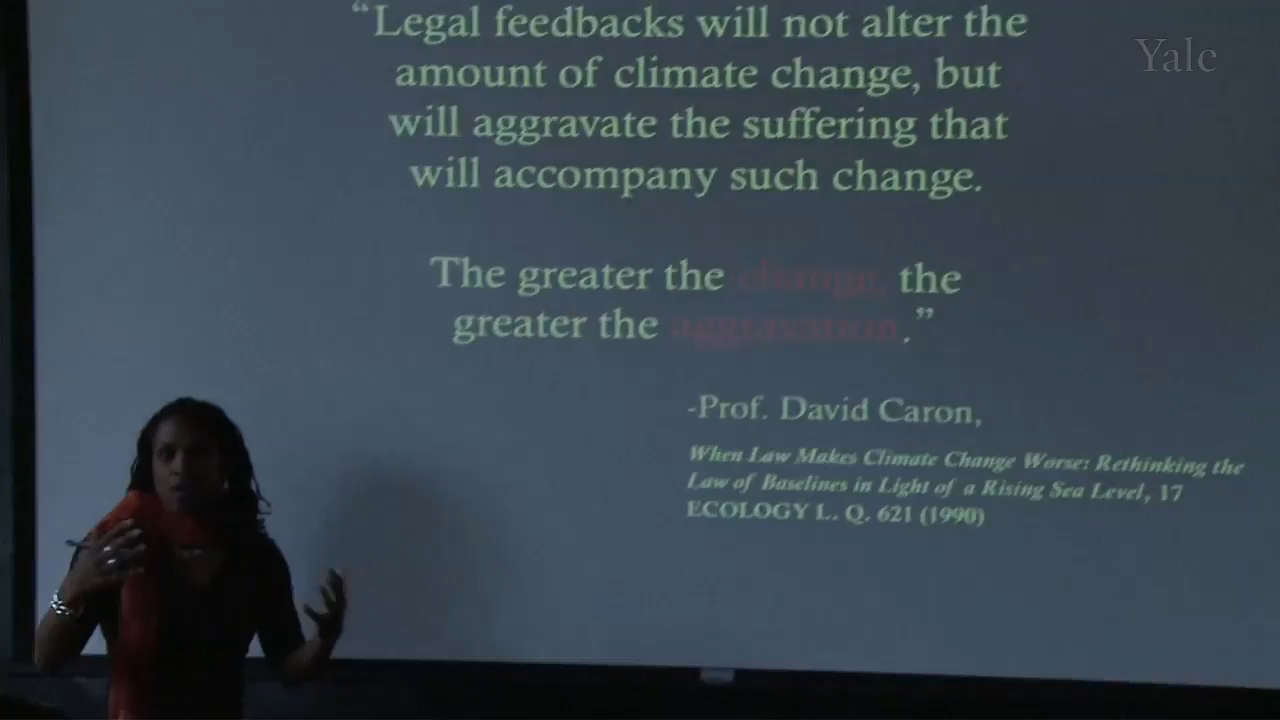 Yale
“Legal feedbacks will not alter the
amount of climate change, but
will aggravate the suffering that
will accompany such change.
The greater the change, the
greater the aggravation.”
-Prof. David Caron,
When Law Makes Climate Change Worse: Rethinking the
Law of Baselines in Light of a Rising Sea Level, 17
ECOLOGY L. Q. 621 (1990)